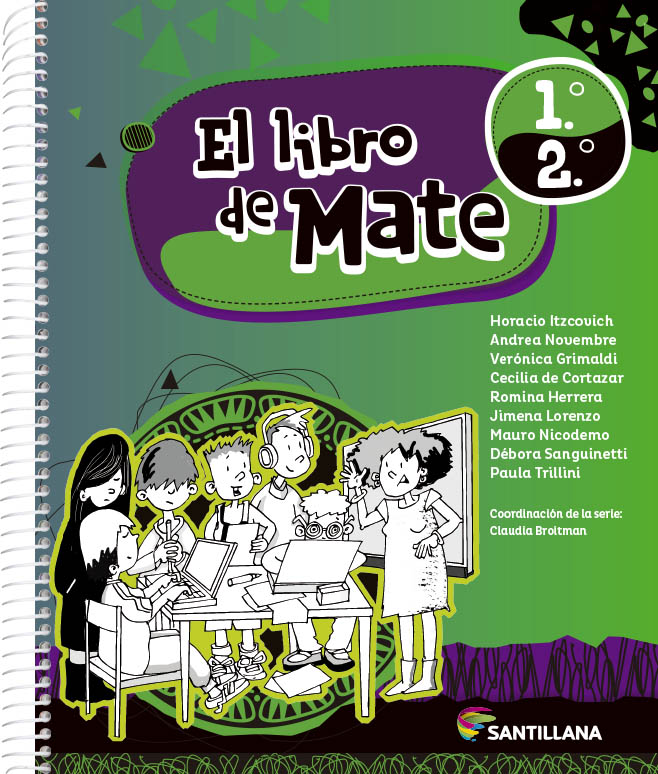 El libro
de Mate
1.°
2.°
Horacio Itzcovich
Andrea Novembre
Verónica Grimaldi
Cecilia de Cortazar
Romina Herrera
Jimena Lorenzo
Mauro Nicodemo
Débora Sanguinetti
Paula Trillini
Coordinación de la serie:
Claudia Broitman
SANTILLANA